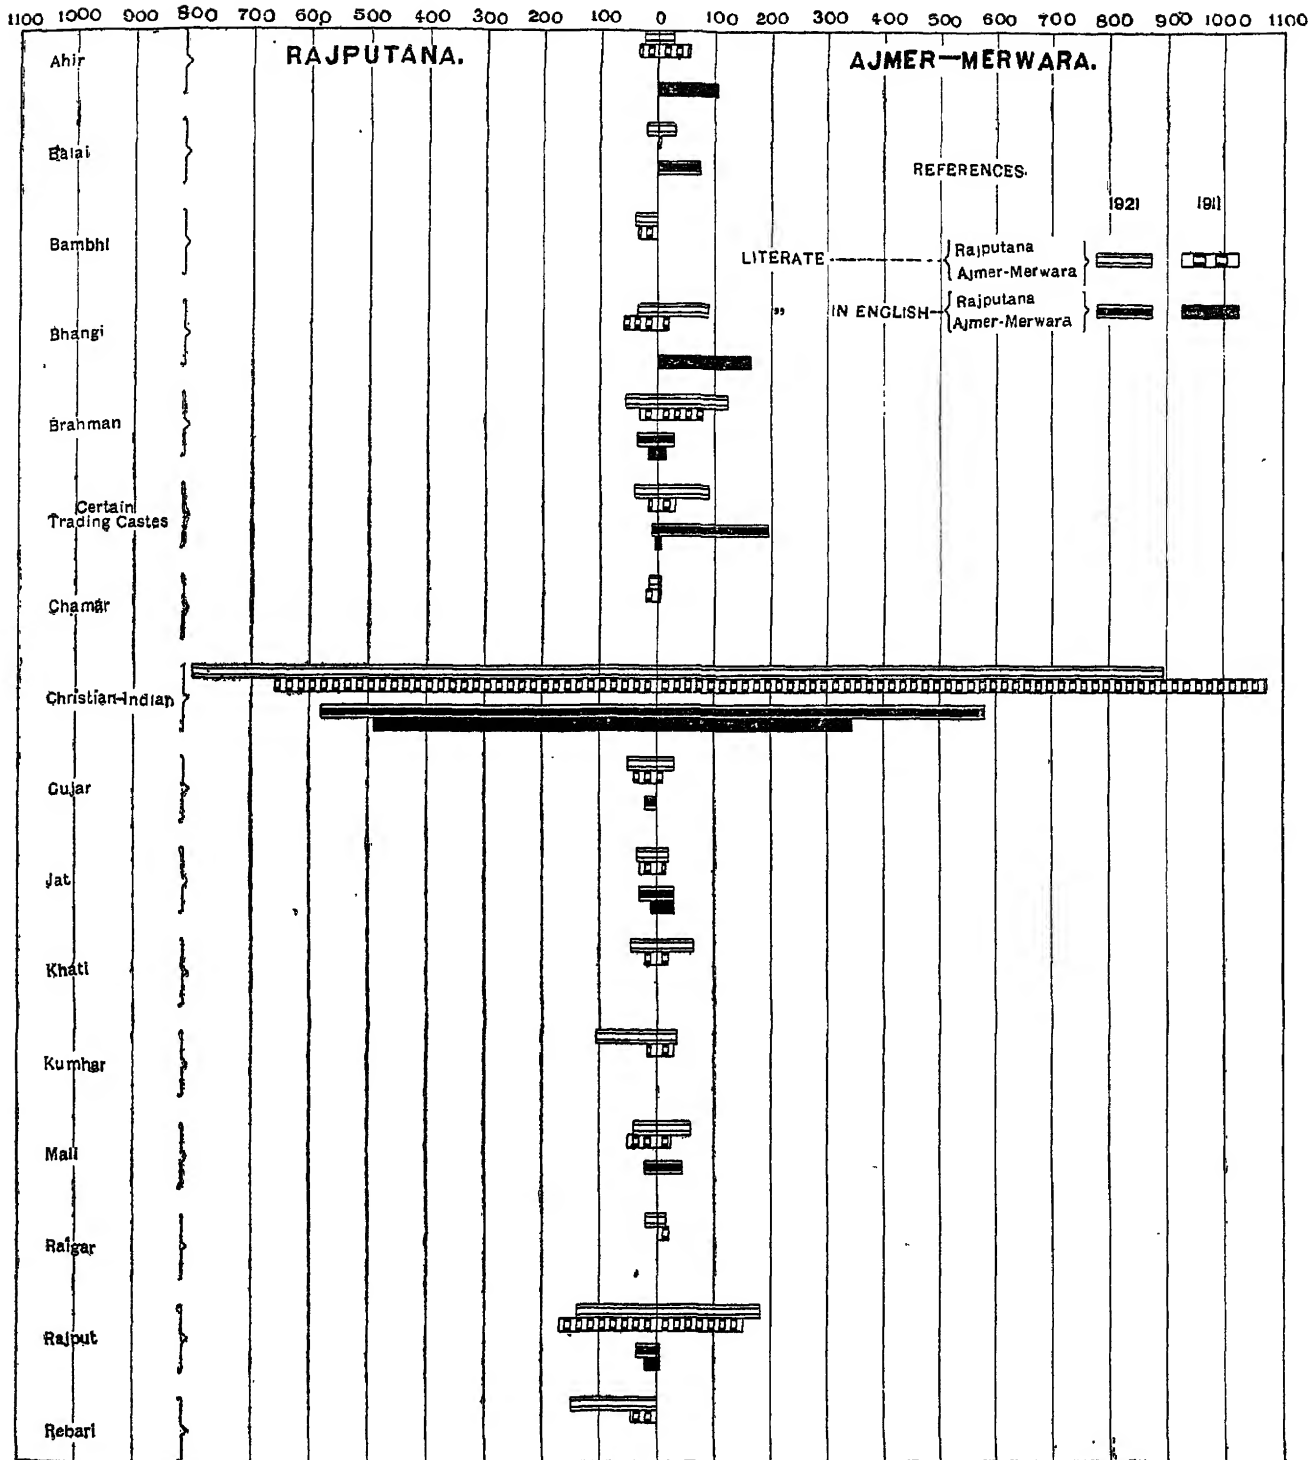 1100 1000 900 800 700 600 500 400 300 200 100 0 100 200 300 400 500 600 700 800 900 1000 1100
RAJPUTANA. AJMER—MERWARA.
Ahir
Balai
REFERENCES.
1921 1911
Bambhi
LITERATE Rajputana
Ajmer-Merwara
„ IN ENGLISH Rajputana
Ajmer-Merwara
Bhangi
Brahman
Certain
Trading Castes
Chamar
Christian-Indian
Gujar
Jat
Khati
Kumhar
Mali
Raigar
Rajput
Rebari